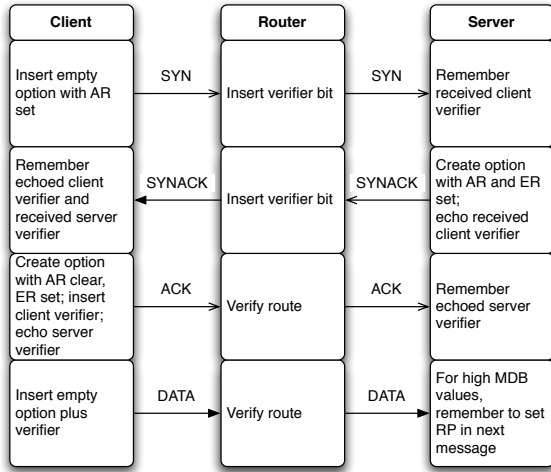 Client
Router
Server
Insert empty
option with AR
set
SYN
Insert verifier bit
SYN
Remember
received client
verifier
Remember
echoed client
verifier and
received server
verifier
SYNACK
Insert verifier bit
SYNACK
Create option
with AR and ER
set;
echo received
client verifier
Create option
with AR clear,
ER set; insert
client verifier;
echo server
verifier
ACK
Verify route
ACK
Remember
echoed server
verifier
Insert empty
option plus
verifier
DATA
Verify route
DATA
For high MDB
values,
remember to set
RP in next
message